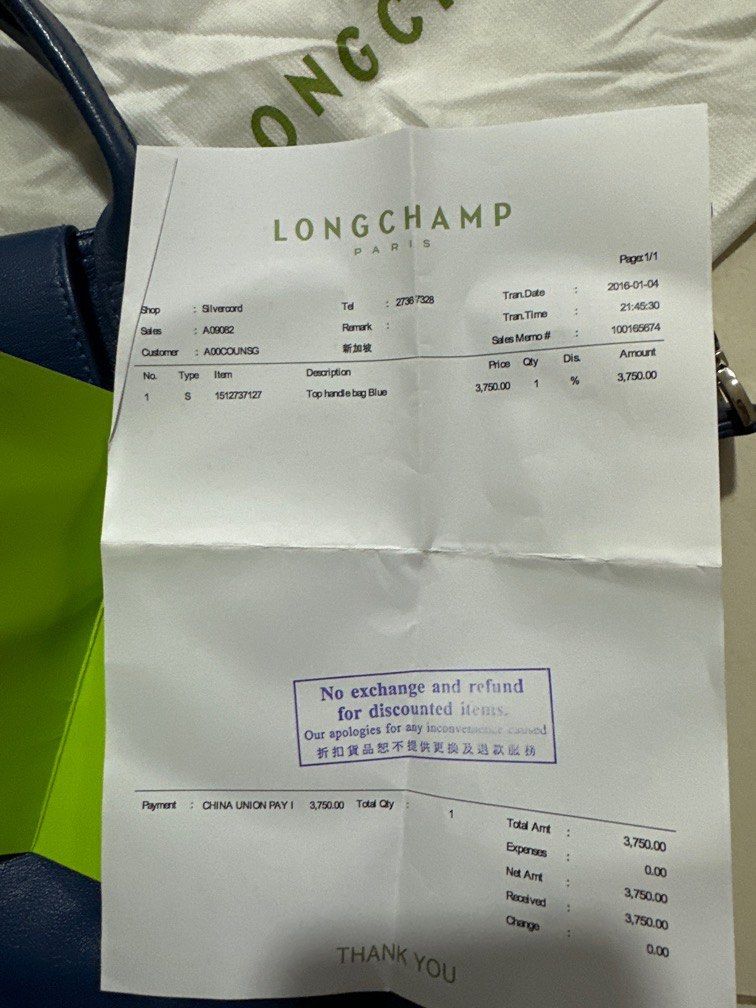 LONGC
LONGCHAMP
PARIS
Page:1/1
Shop : Silvercord Tel : 27367328 Tran.Date : 2016-01-04
Sales : A09082 Remark : Tran.Time : 21:45:30
Customer : A00COUNSG 新加坡 Sales Memo # : 100165674
No. Type Item Description Price Qty Dis. Amount
1 S 1512737127 Top handle bag Blue 3,750.00 1 % 3,750.00
No exchange and refund
for discounted items.
Our apologies for any inconvenience caused
折扣貨品恕不提供更換及退款服務
Payment : CHINA UNION PAY I 3,750.00 Total Qty : 1
Total Amt : 3,750.00
Expenses : 0.00
Net Amt : 3,750.00
Received : 3,750.00
Change : 0.00
THANK YOU